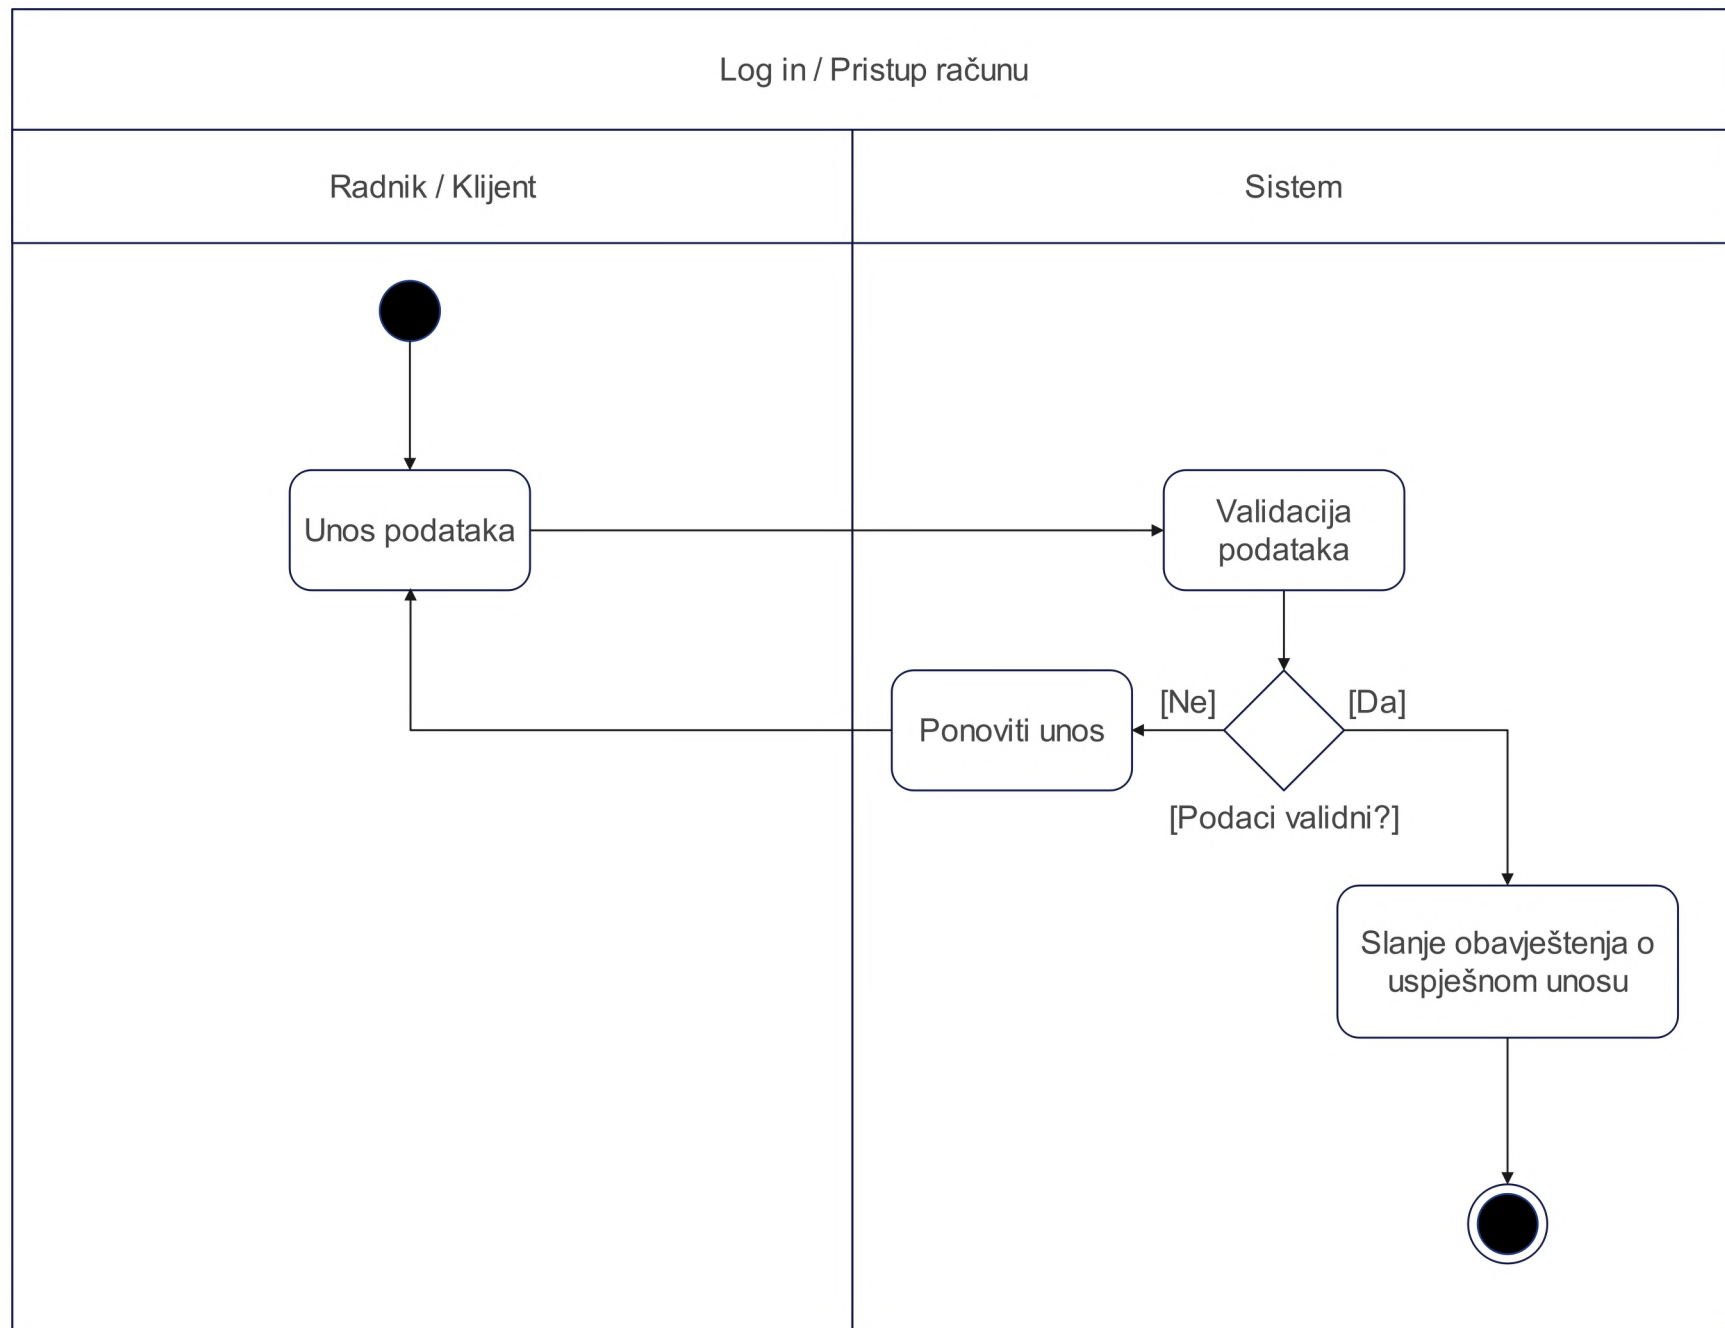 Log in / Pristup računu
Radnik / Klijent
Sistem
Unos podataka
Validacija
podataka
Ponoviti unos
[Ne]
[Da]
[Podaci validni?]
Slanje obavještenja o
uspješnom unosu